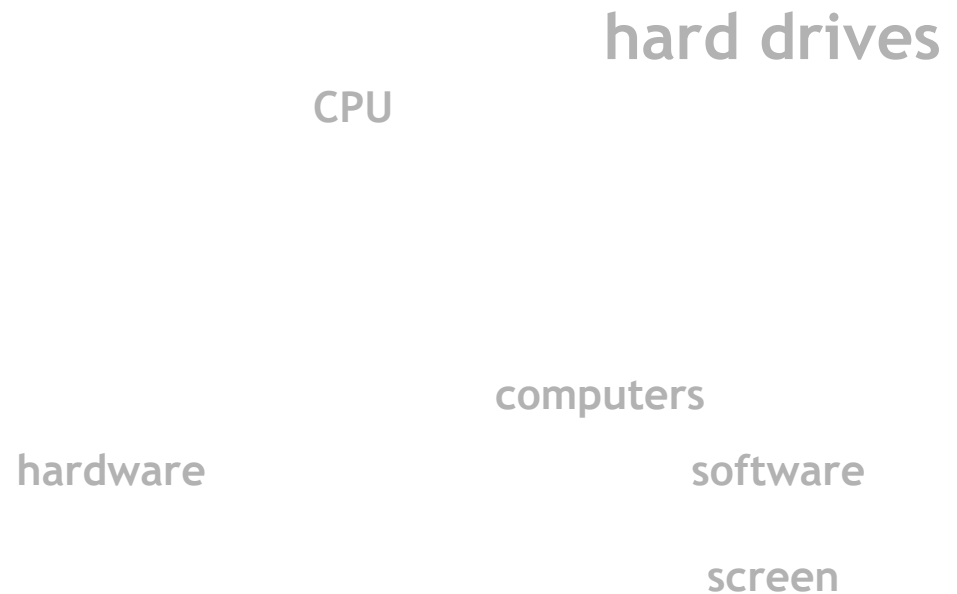 hard drives
CPU
computers
hardware software
screen